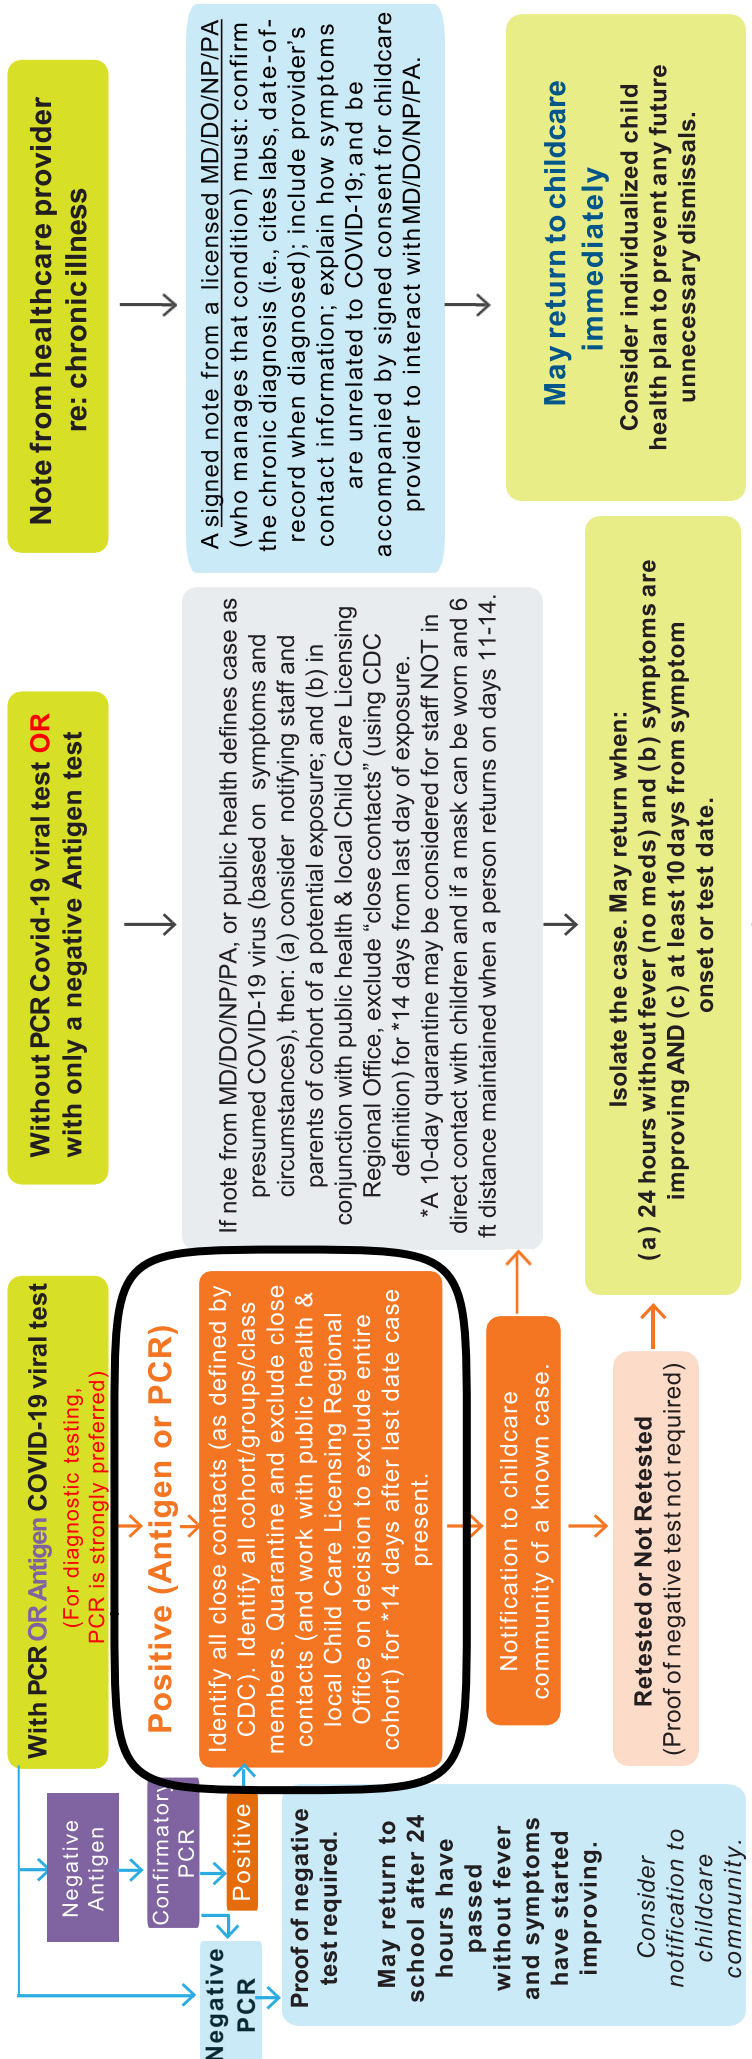 Negative
Antigen
Confirmatory
PCR
Positive
Negative
PCR
Proof of negative
test required.
May return to
school after 24
hours have
passed
without fever
and symptoms
have started
improving.
Consider
notification to
childcare
community.
With PCR OR Antigen COVID-19 viral test
(For diagnostic testing,
PCR is strongly preferred)
Positive (Antigen or PCR)
Identify all close contacts (as defined by
CDC). Identify all cohort/groups/class
members. Quarantine and exclude close
contacts (and work with public health &
local Child Care Licensing Regional
Office on decision to exclude entire
cohort) for *14 days after last date case
present.
Notification to childcare
community of a known case.
Retested or Not Retested
(Proof of negative test not required)
Without PCR Covid-19 viral test OR
with only a negative Antigen test
If note from MD/DO/NP/PA, or public health defines case as
presumed COVID-19 virus (based on symptoms and
circumstances), then: (a) consider notifying staff and
parents of cohort of a potential exposure; and (b) in
conjunction with public health & local Child Care Licensing
Regional Office, exclude “close contacts” (using CDC
definition) for *14 days from last day of exposure.
*A 10-day quarantine may be considered for staff NOT in
direct contact with children and if a mask can be worn and 6
ft distance maintained when a person returns on days 11-14.
Isolate the case. May return when:
(a) 24 hours without fever (no meds) and (b) symptoms are
improving AND (c) at least 10 days from symptom
onset or test date.
Note from healthcare provider
re: chronic illness
A signed note from a licensed MD/DO/NP/PA
(who manages that condition) must: confirm
the chronic diagnosis (i.e., cites labs, date-of-
record when diagnosed); include provider's
contact information; explain how symptoms
are unrelated to COVID-19; and be
accompanied by signed consent for childcare
provider to interact with MD/DO/NP/PA.
May return to childcare
immediately
Consider individualized child
health plan to prevent any future
unnecessary dismissals.